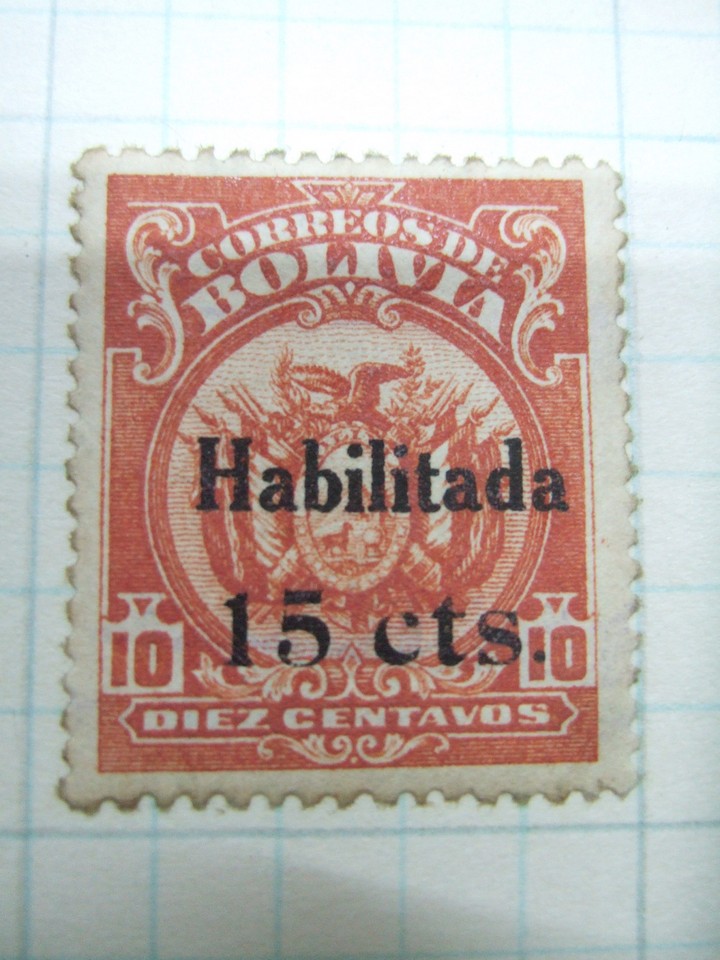 CORREOS DE
BOLIVIA
Habilitada
15 cts.
10 10
DIEZ CENTAVOS